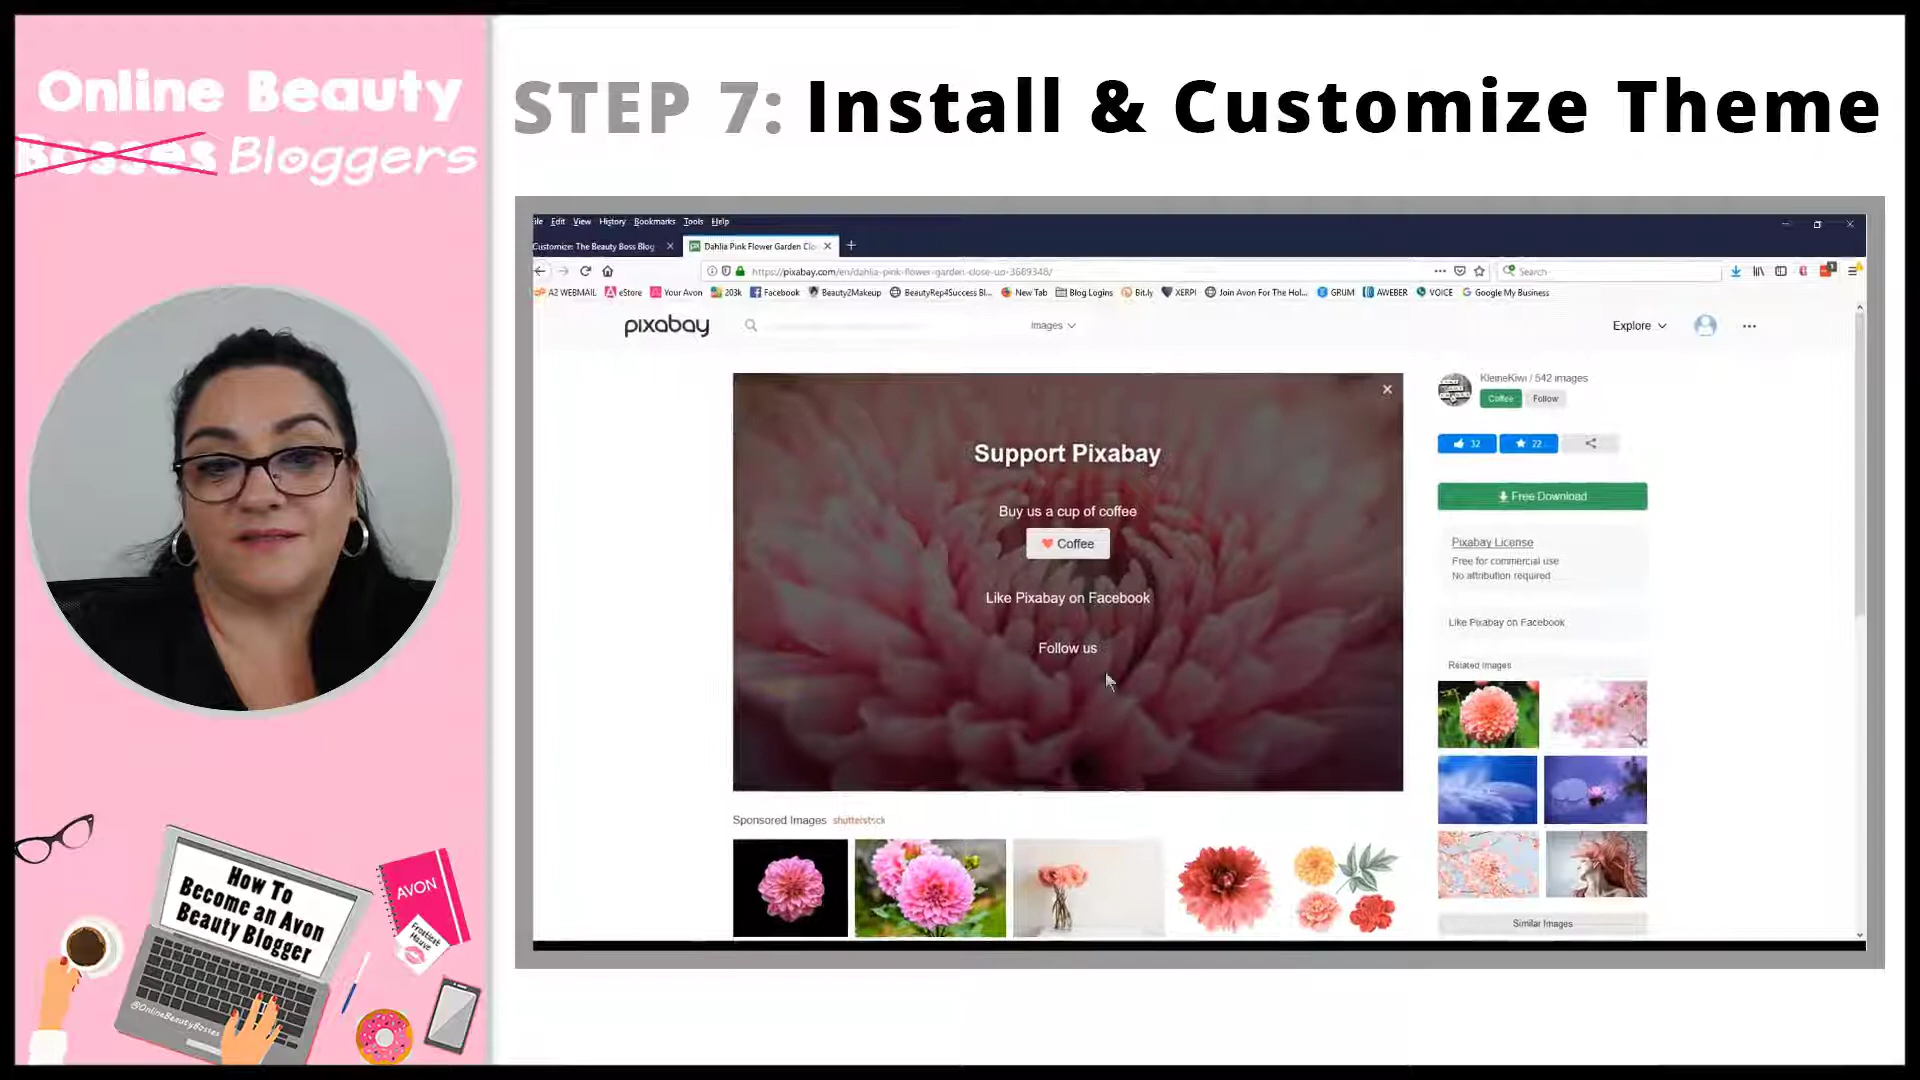 Online Beauty
Bosses Bloggers
STEP 7: Install & Customize Theme
File Edit View History Bookmarks Tools Help
Customize: The Beauty Boss Blog
Dahlia Pink Flower Garden Clo
https://pixabay.com/en/dahlia-pink-flower-garden-close-up-3689348/
Search
A2 WEBMAIL eStore Your Avon 203k Facebook Beauty2Makeup BeautyRep4Success Bl... New Tab Blog Logins Bit.ly XERPI Join Avon For The Hol... GRUM AWEBER VOICE Google My Business
pixabay
Images
Explore
KleineKiwi / 542 images
Coffee Follow
32 22
Free Download
Pixabay License
Free for commercial use
No attribution required
Like Pixabay on Facebook
Related Images
Similar Images
Support Pixabay
Buy us a cup of coffee
Coffee
Like Pixabay on Facebook
Follow us
Sponsored Images shutterstock
How To
Become an Avon
Beauty Blogger
@OnlineBeautyBosses
AVON
Frostiest
Mauve